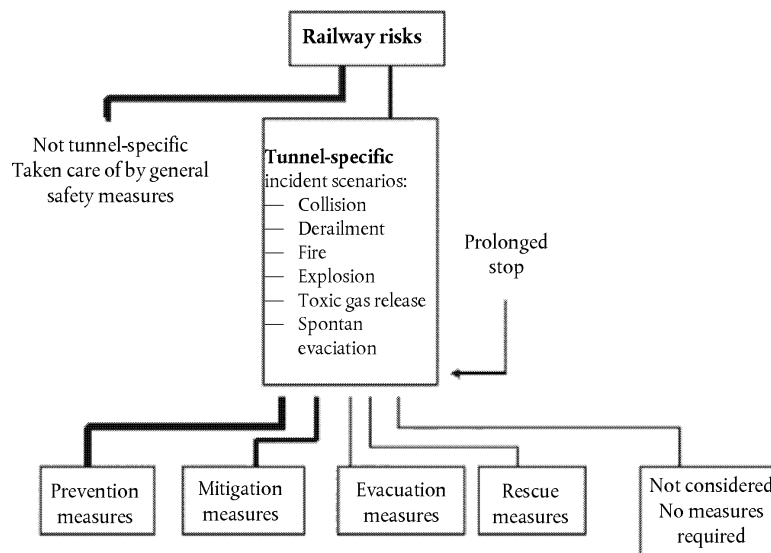 Railway risks
Not tunnel-specific
Taken care of by general
safety measures
Tunnel-specific
incident scenarios:
— Collision
— Derailment
— Fire
— Explosion
— Toxic gas release
— Spontan
evaciation
Prolonged
stop
Prevention
measures
Mitigation
measures
Evacuation
measures
Rescue
measures
Not considered
No measures
required